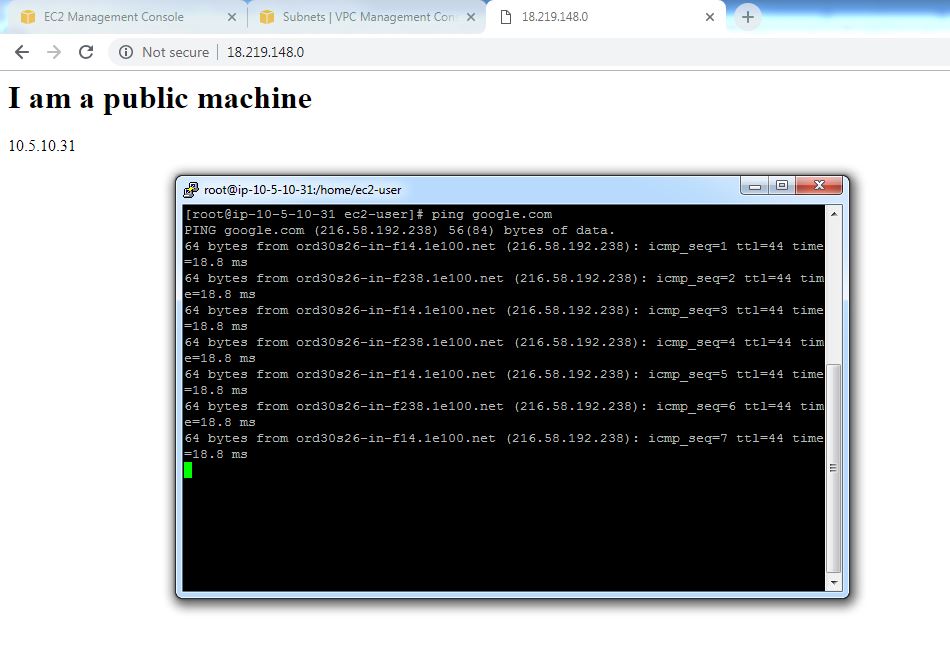 EC2 Management Console
Subnets | VPC Management Con
18.219.148.0
Not secure
18.219.148.0
I am a public machine
10.5.10.31
root@ip-10-5-10-31:/home/ec2-user
[root@ip-10-5-10-31 ec2-user]# ping google.com
PING google.com (216.58.192.238) 56(84) bytes of data.
64 bytes from ord30s26-in-f14.1e100.net (216.58.192.238): icmp_seq=1 ttl=44 time
=18.8 ms
64 bytes from ord30s26-in-f238.1e100.net (216.58.192.238): icmp_seq=2 ttl=44 tim
e=18.8 ms
64 bytes from ord30s26-in-f14.1e100.net (216.58.192.238): icmp_seq=3 ttl=44 time
=18.8 ms
64 bytes from ord30s26-in-f238.1e100.net (216.58.192.238): icmp_seq=4 ttl=44 tim
e=18.8 ms
64 bytes from ord30s26-in-f14.1e100.net (216.58.192.238): icmp_seq=5 ttl=44 time
=18.8 ms
64 bytes from ord30s26-in-f238.1e100.net (216.58.192.238): icmp_seq=6 ttl=44 tim
e=18.8 ms
64 bytes from ord30s26-in-f14.1e100.net (216.58.192.238): icmp_seq=7 ttl=44 time
=18.8 ms